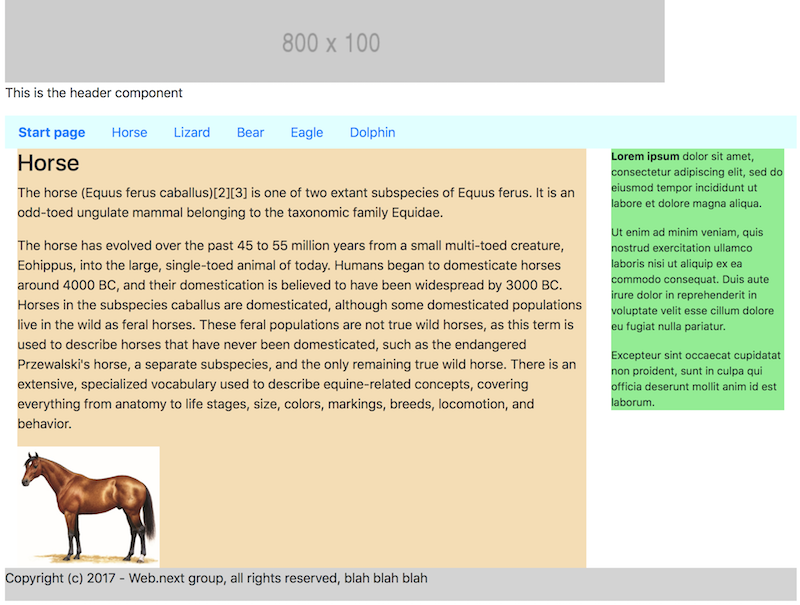 800 x 100
This is the header component
Start page Horse Lizard Bear Eagle Dolphin
Horse
The horse (Equus ferus caballus)[2][3] is one of two extant subspecies of Equus ferus. It is an
odd-toed ungulate mammal belonging to the taxonomic family Equidae.
The horse has evolved over the past 45 to 55 million years from a small multi-toed creature,
Eohippus, into the large, single-toed animal of today. Humans began to domesticate horses
around 4000 BC, and their domestication is believed to have been widespread by 3000 BC.
Horses in the subspecies caballus are domesticated, although some domesticated populations
live in the wild as feral horses. These feral populations are not true wild horses, as this term is
used to describe horses that have never been domesticated, such as the endangered
Przewalski's horse, a separate subspecies, and the only remaining true wild horse. There is an
extensive, specialized vocabulary used to describe equine-related concepts, covering
everything from anatomy to life stages, size, colors, markings, breeds, locomotion, and
behavior.
Lorem ipsum dolor sit amet,
consectetur adipiscing elit, sed do
eiusmod tempor incididunt ut
labore et dolore magna aliqua.
Ut enim ad minim veniam, quis
nostrud exercitation ullamco
laboris nisi ut aliquip ex ea
commodo consequat. Duis aute
irure dolor in reprehenderit in
voluptate velit esse cillum dolore
eu fugiat nulla pariatur.
Excepteur sint occaecat cupidatat
non proident, sunt in culpa qui
officia deserunt mollit anim id est
laborum.
Copyright (c) 2017 - Web.next group, all rights reserved, blah blah blah